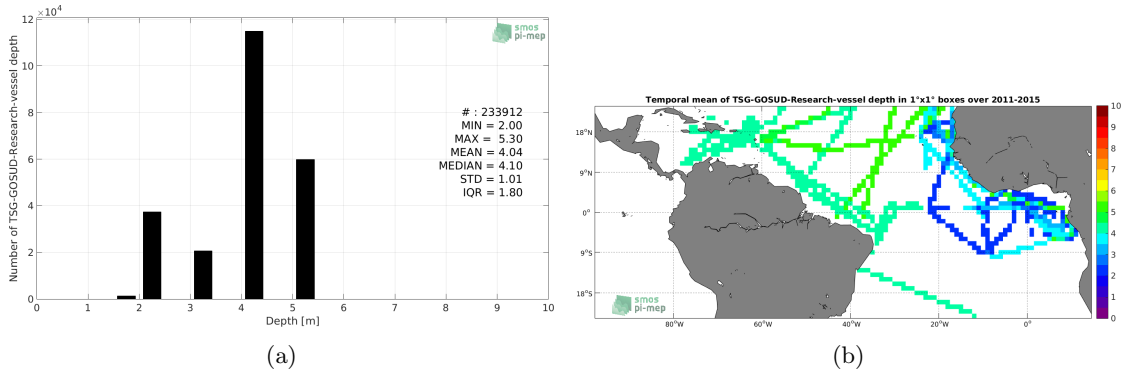 ×10⁴
12
10
8
6
4
2
0
Number of TSG-GOSUD-Research-vessel depth
smos
pi-mep
# : 233912
MIN = 2.00
MAX = 5.30
MEAN = 4.04
MEDIAN = 4.10
STD = 1.01
IQR = 1.80
0 1 2 3 4 5 6 7 8 9 10
Depth [m]
(a)
Temporal mean of TSG-GOSUD-Research-vessel depth in 1°x1° boxes over 2011-2015
18°N
9°N
0°
9°S
18°S
smos
pi-mep
80°W 60°W 40°W 20°W 0°
10
9
8
7
6
5
4
3
2
1
0
(b)